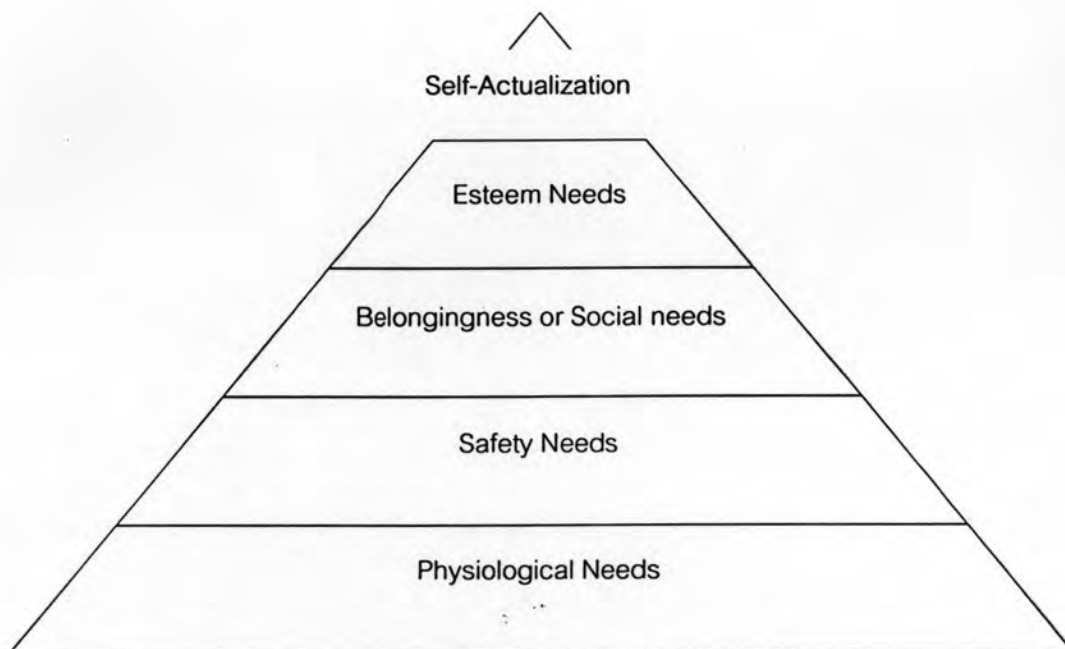 Self-Actualization
Esteem Needs
Belongingness or Social needs
Safety Needs
Physiological Needs